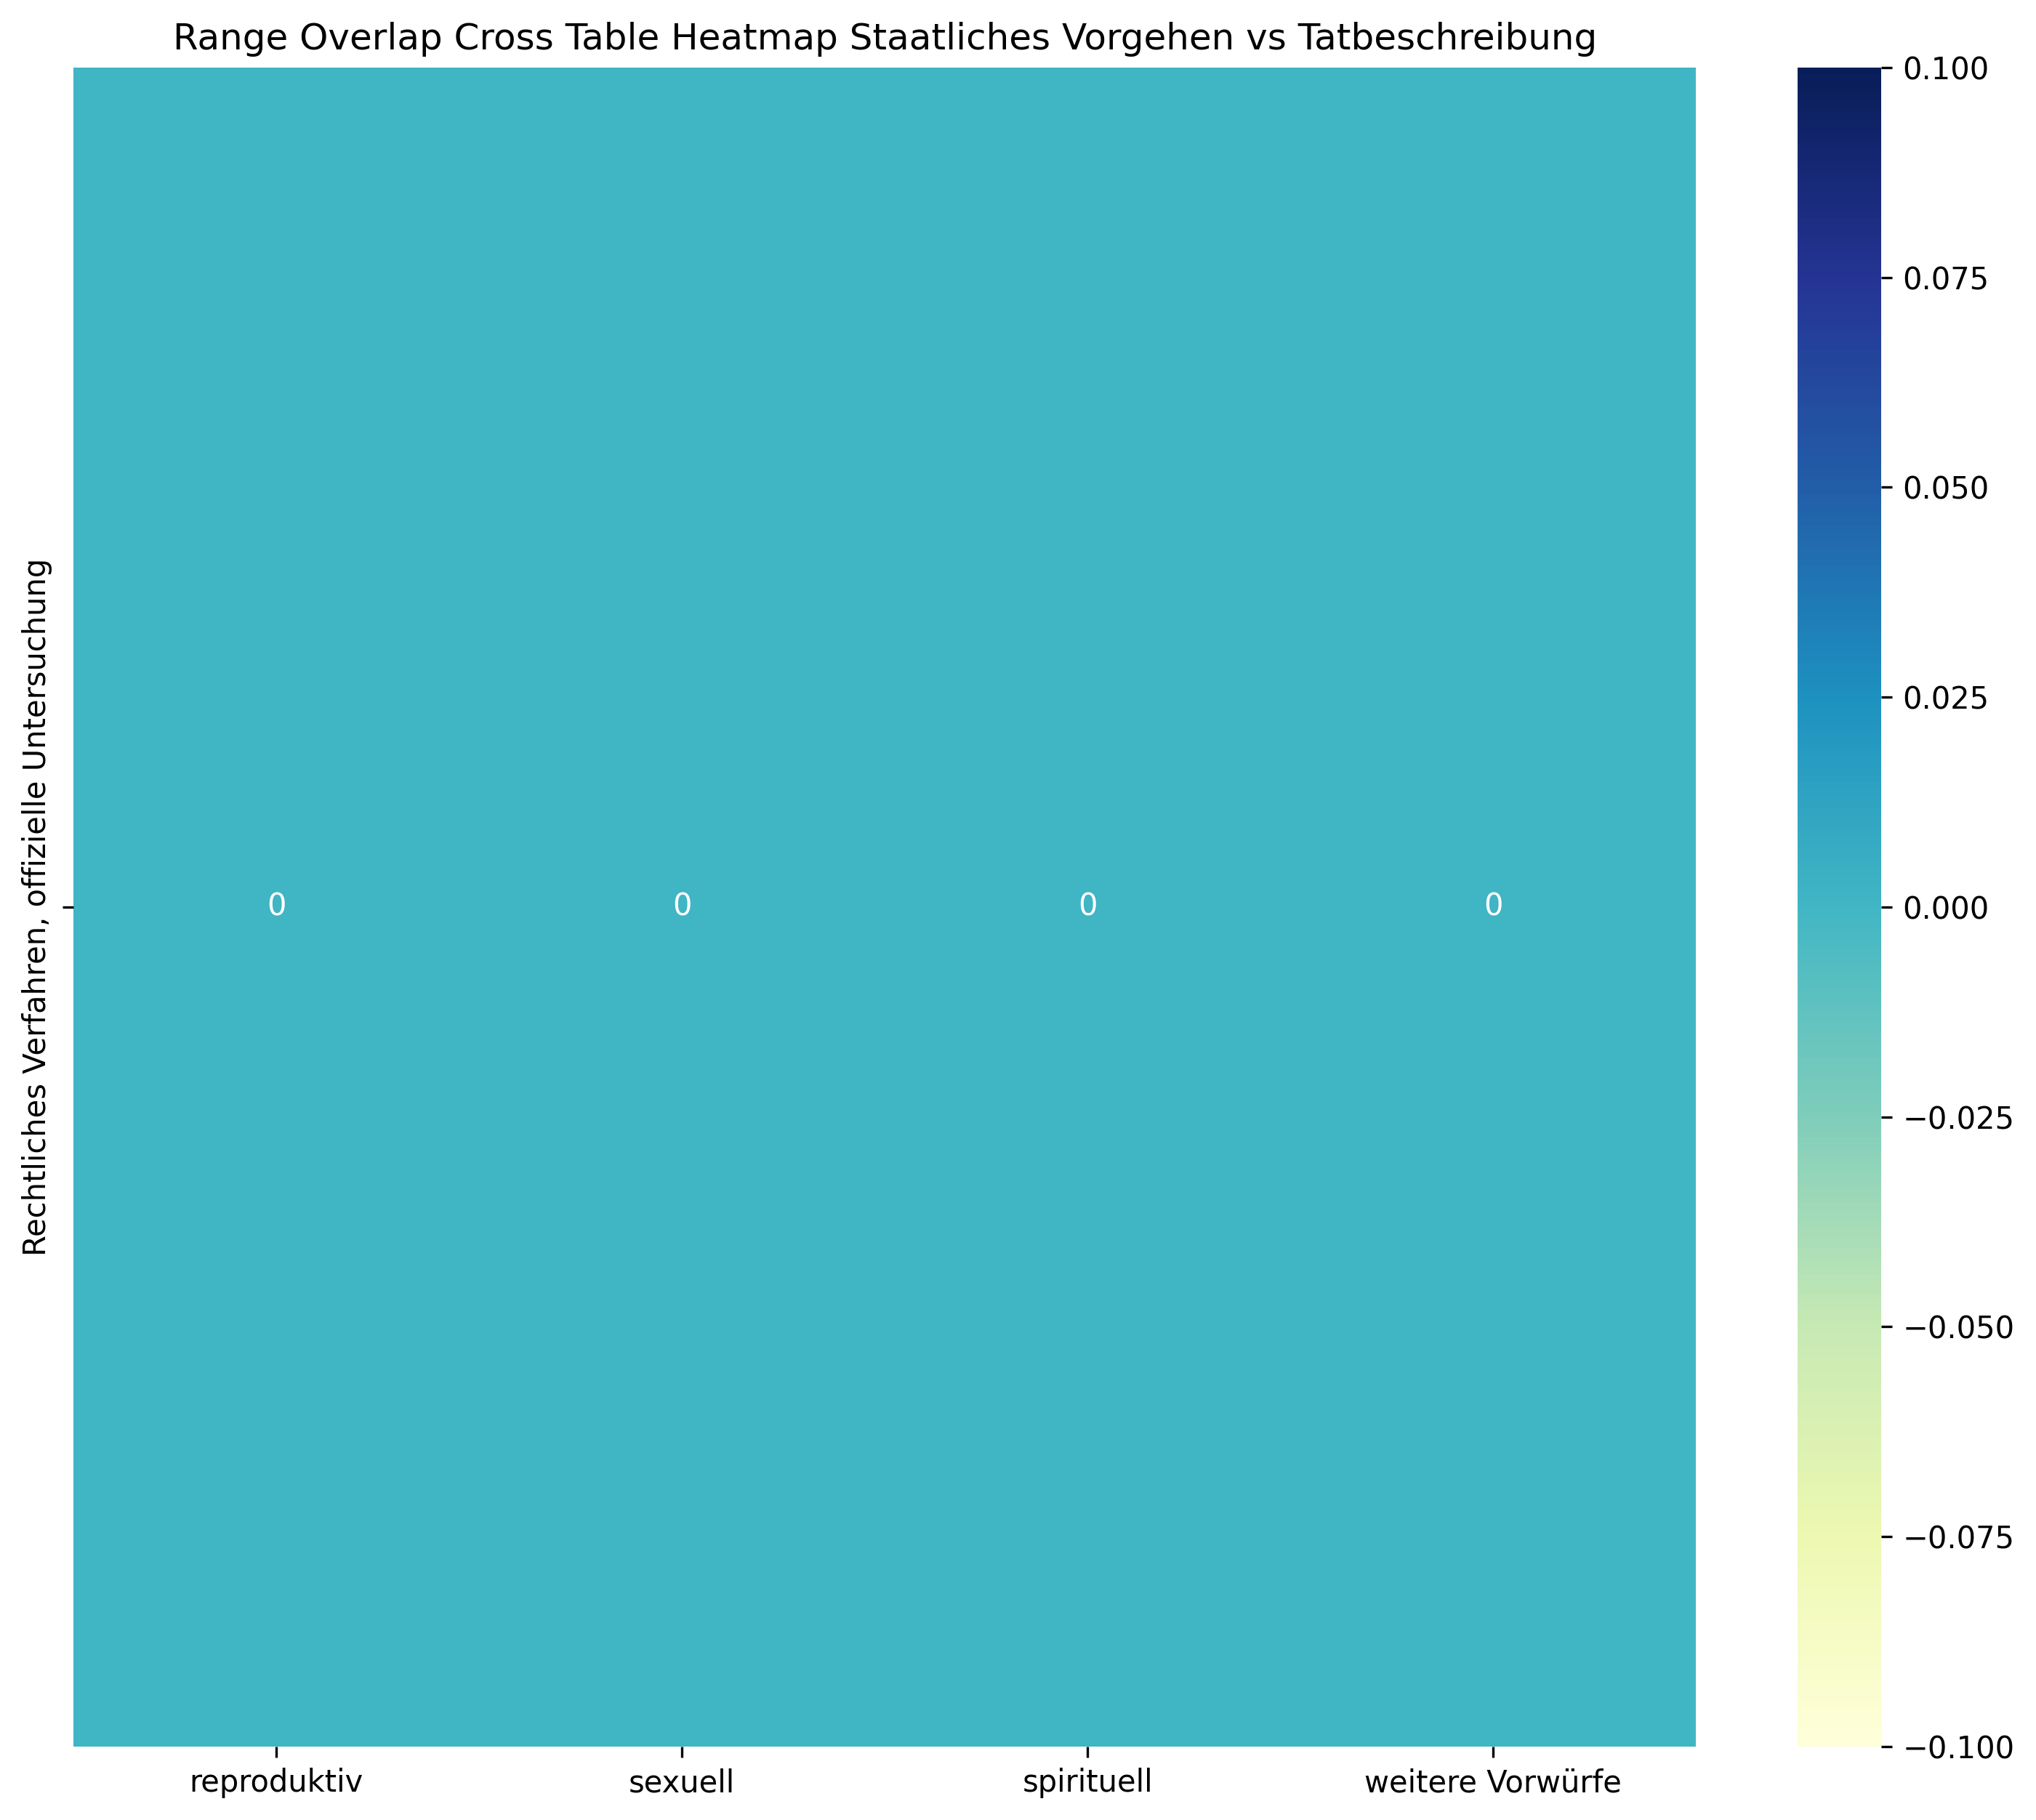 Range Overlap Cross Table Heatmap Staatliches Vorgehen vs Tatbeschreibung
Rechtliches Verfahren, offizielle Untersuchung
0 0 0 0
reproduktiv sexuell spirituell weitere Vorwürfe
0.100
0.075
0.050
0.025
0.000
−0.025
−0.050
−0.075
−0.100